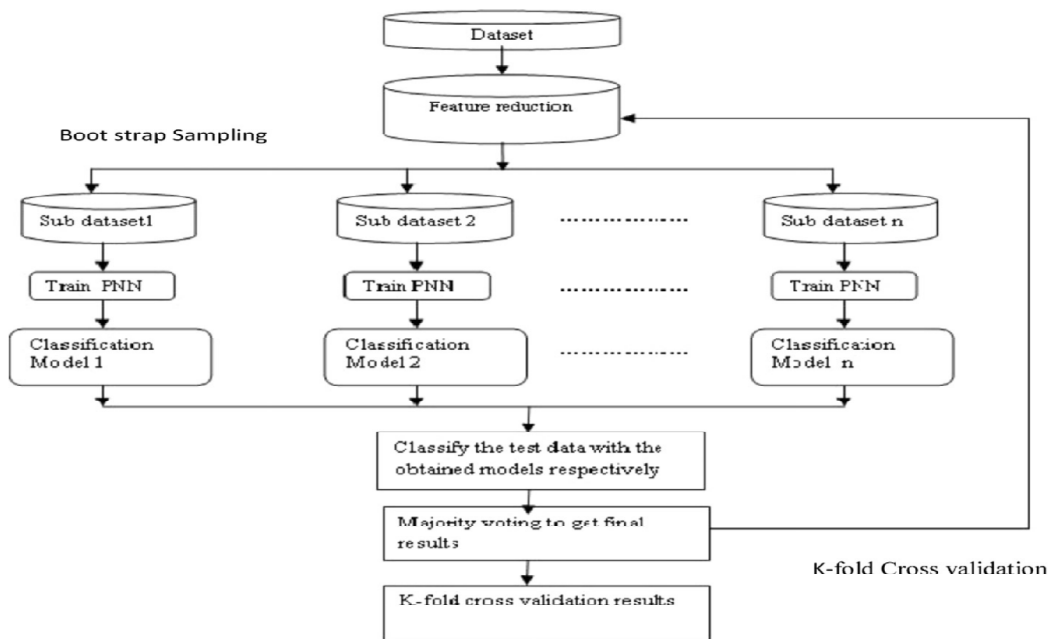 Dataset
Feature reduction
Boot strap Sampling
Sub dataset1
Sub dataset 2
....................
Sub dataset n
Train PNN
Train PNN
....................
Train PNN
Classification
Model 1
Classification
Model 2
....................
Classification
Model n
Classify the test data with the
obtained models respectively
Majority voting to get final
results
K-fold Cross validation
K-fold cross validation results